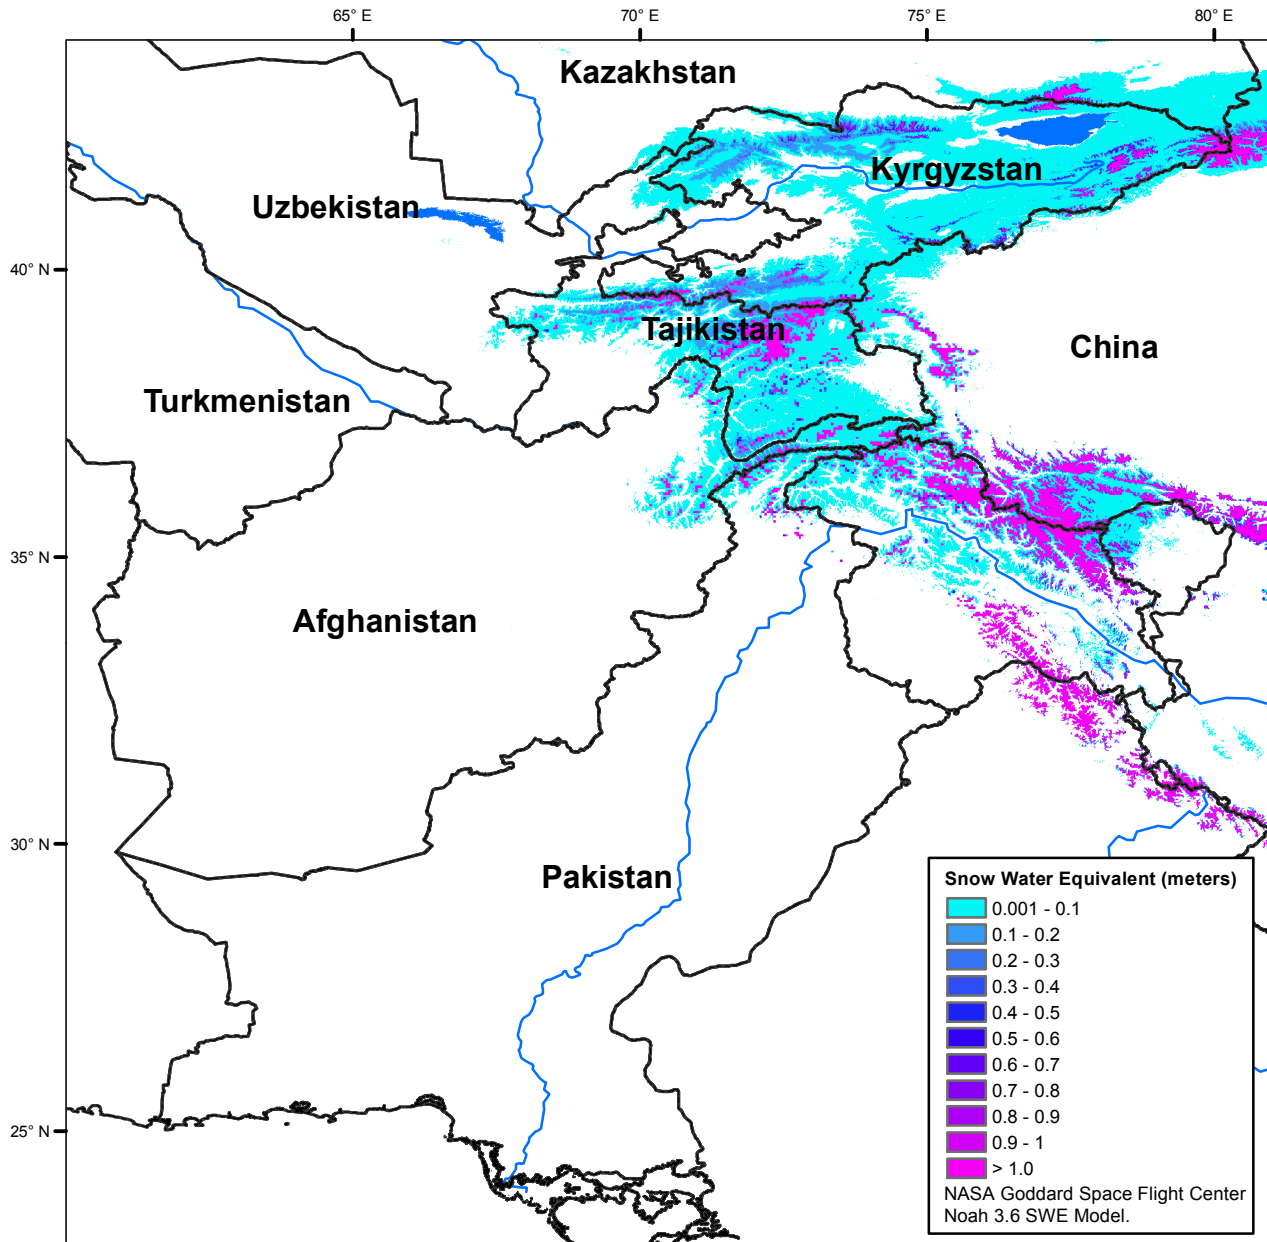 65° E
70° E
75° E
80° E
Kazakhstan
Kyrgyzstan
Uzbekistan
40° N
Tajikistan
China
Turkmenistan
35° N
Afghanistan
30° N
Pakistan
25° N
Snow Water Equivalent (meters)
0.001 - 0.1
0.1 - 0.2
0.2 - 0.3
0.3 - 0.4
0.4 - 0.5
0.5 - 0.6
0.6 - 0.7
0.7 - 0.8
0.8 - 0.9
0.9 - 1
> 1.0
NASA Goddard Space Flight Center
Noah 3.6 SWE Model.